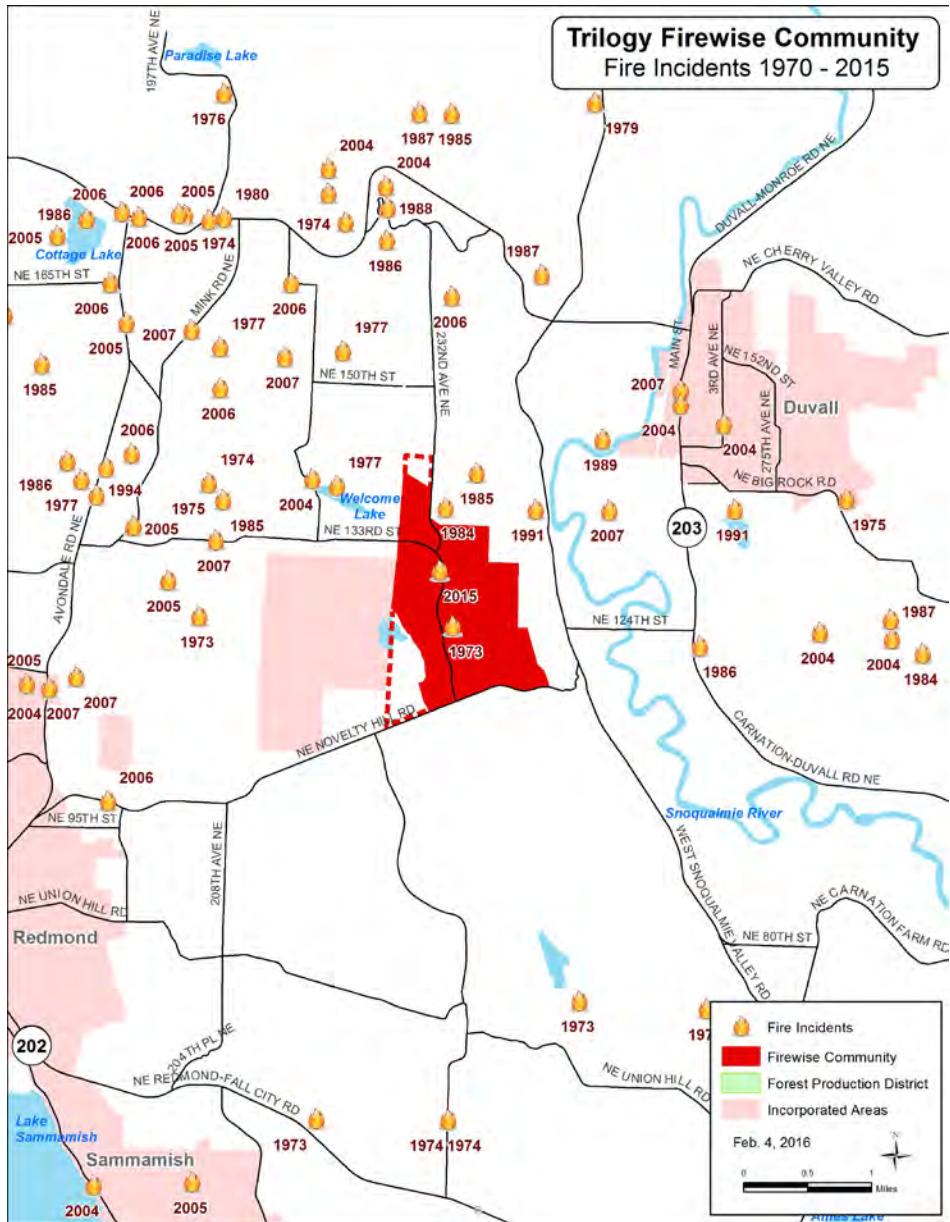 Trilogy Firewise Community
Fire Incidents 1970 - 2015
197TH AVE NE
Paradise Lake
1976
1987
1985
1979
2004
2004
DUVALL-MONROE RD NE
2006
2006
2005
1980
1986
1974
1988
2005
2006
2005
1974
1986
1987
Cottage Lake
NE 165TH ST
MINK RD NE
NE CHERRY VALLEY RD
2006
2006
2006
2005
2007
1977
1977
232ND AVE NE
MAIN ST
3RD AVE NE
NE 152ND ST
1985
2007
NE 150TH ST
2007
275TH AVE NE
Duvall
2006
2004
2004
2006
1989
NE BIG ROCK RD
1986
1977
1994
1974
1975
1985
2004
1977
Welcome Lake
1985
1984
1991
2007
203
1991
1975
2005
NE 133RD ST
AVONDALE RD NE
2007
2005
1973
2015
1973
NE 124TH ST
1986
2004
1987
2004
1984
2005
2004
2007
2007
NE NOVELTY HILL RD
CARNATION-DUVALL RD NE
2006
NE 95TH ST
208TH AVE NE
Snoqualmie River
WEST SNOQUALMIE VALLEY RD
NE UNION HILL RD
Redmond
NE CARNATION FARM RD
NE 80TH ST
1973
202
204TH PL NE
NE REDMOND-FALL CITY RD
NE UNION HILL RD
1973
1974
1974
Lake
Sammamish
Sammamish
2004
2005
Fire Incidents
Firewise Community
Forest Production District
Incorporated Areas
Feb. 4, 2016
N
0
0.5
1
Miles